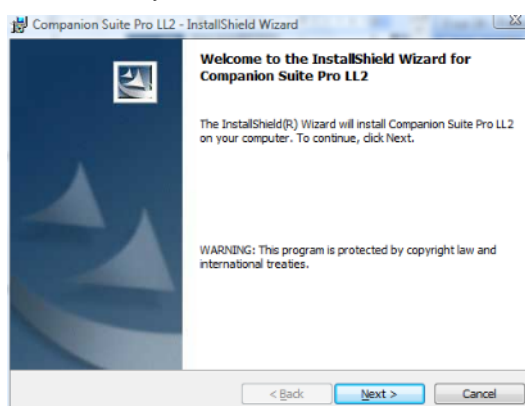 Companion Suite Pro LL2 - InstallShield Wizard
Welcome to the InstallShield Wizard for
Companion Suite Pro LL2
The InstallShield(R) Wizard will install Companion Suite Pro LL2
on your computer. To continue, click Next.
WARNING: This program is protected by copyright law and
international treaties.
< Back Next > Cancel